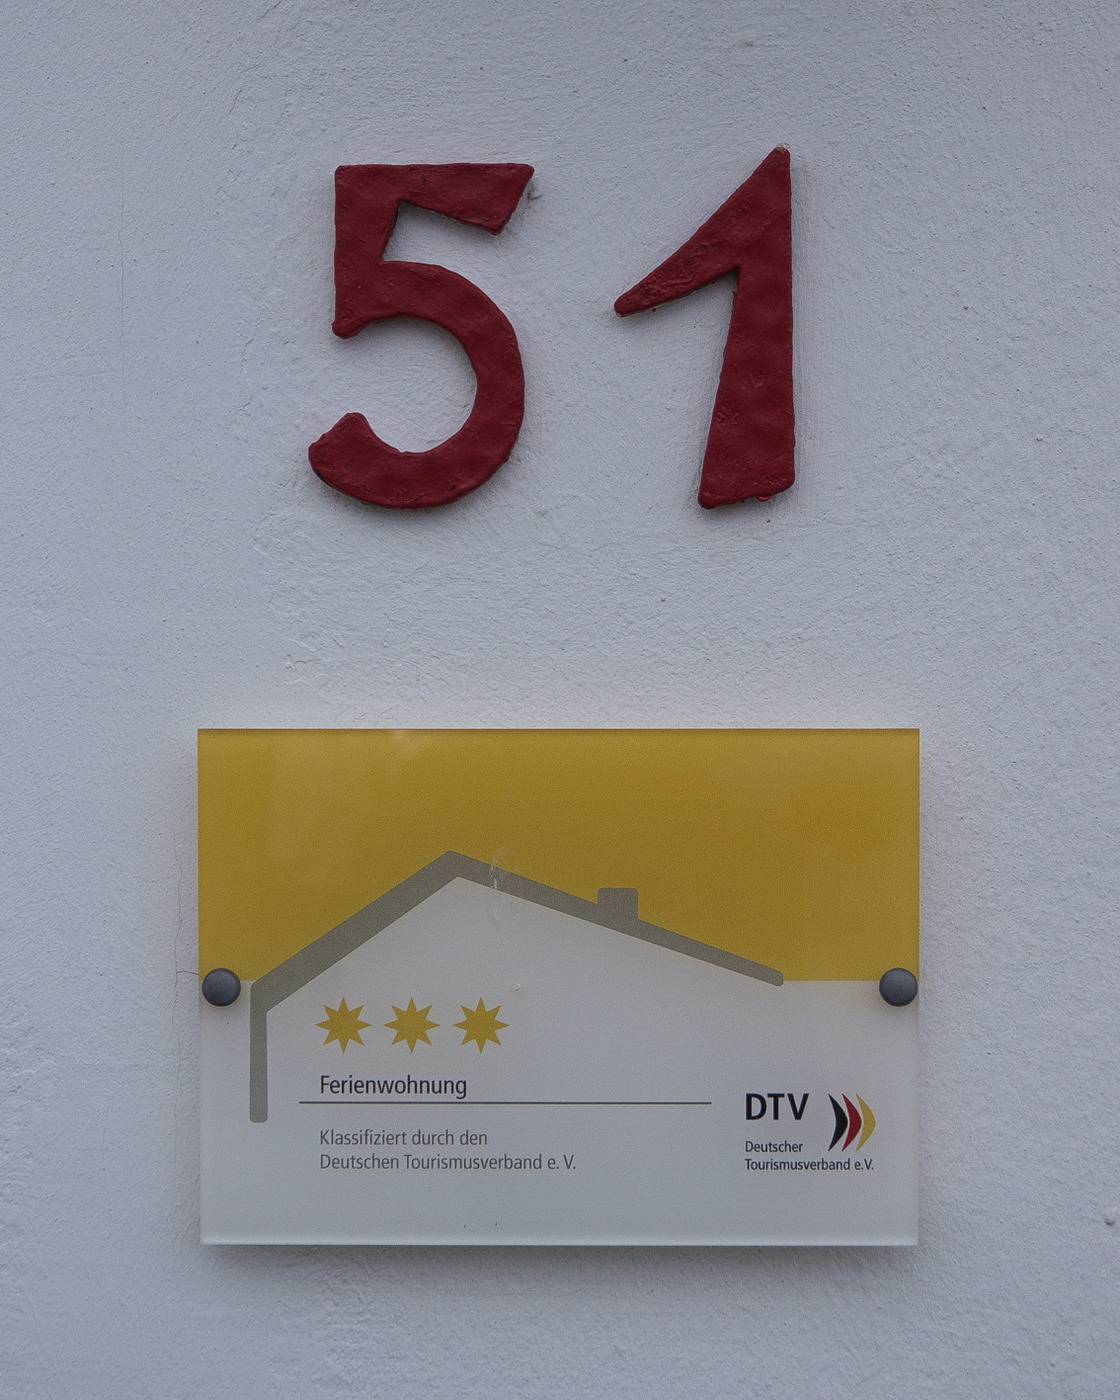 51
Ferienwohnung
Klassifiziert durch den
Deutschen Tourismusverband e. V.
DTV
Deutscher
Tourismusverband e.V.